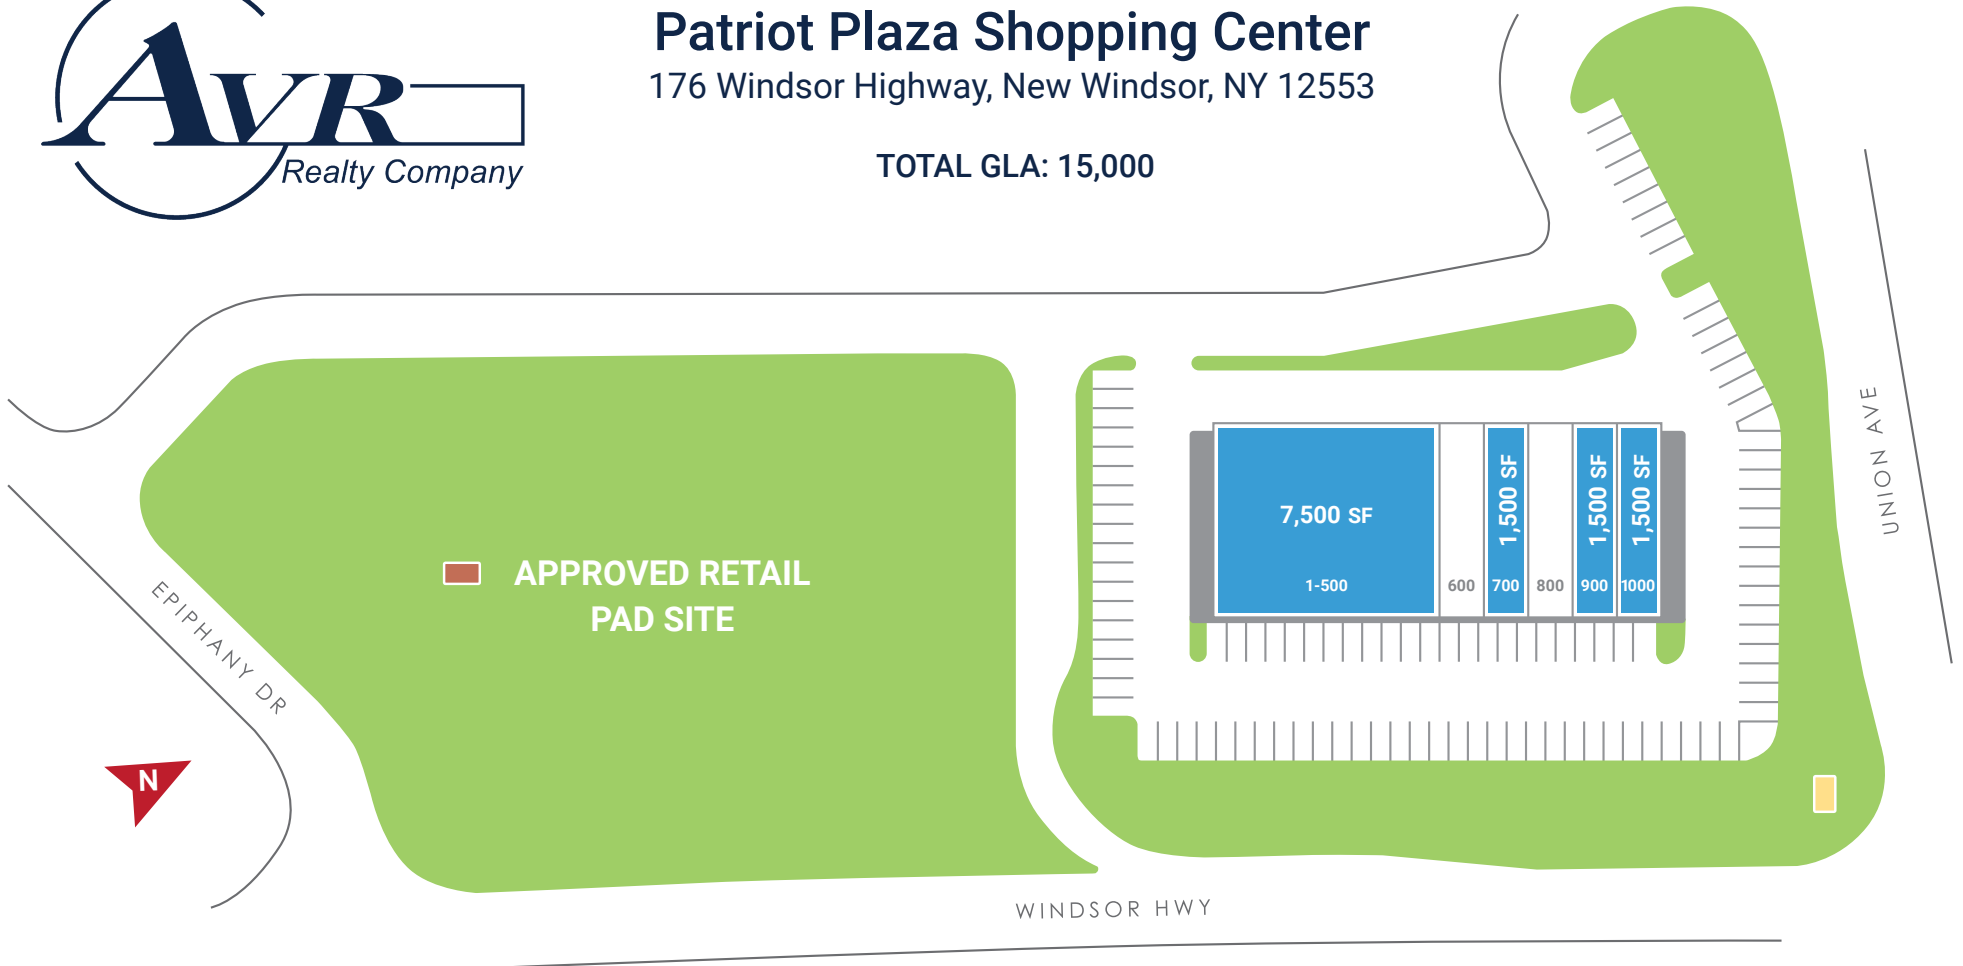 AVR
Realty Company
Patriot Plaza Shopping Center
176 Windsor Highway, New Windsor, NY 12553
TOTAL GLA: 15,000
UNION AVE
7,500 SF
1-500
600
1,500 SF
700
800
1,500 SF
900
1,500 SF
1000
APPROVED RETAIL
PAD SITE
EPIPHANY DR
N
WINDSOR HWY